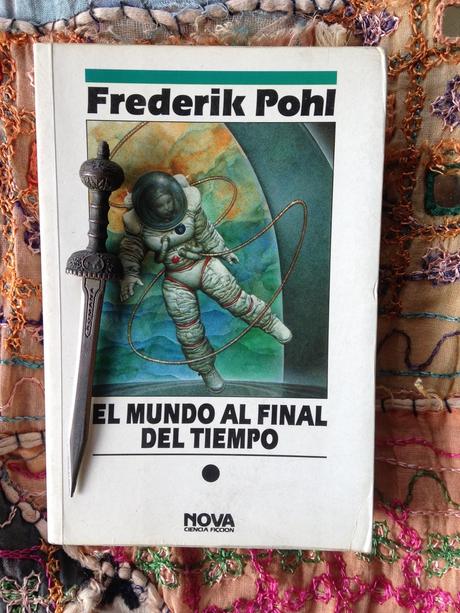 Frederik Pohl
EL MUNDO AL FINAL
DEL TIEMPO
NOVA
CIENCIA FICCION